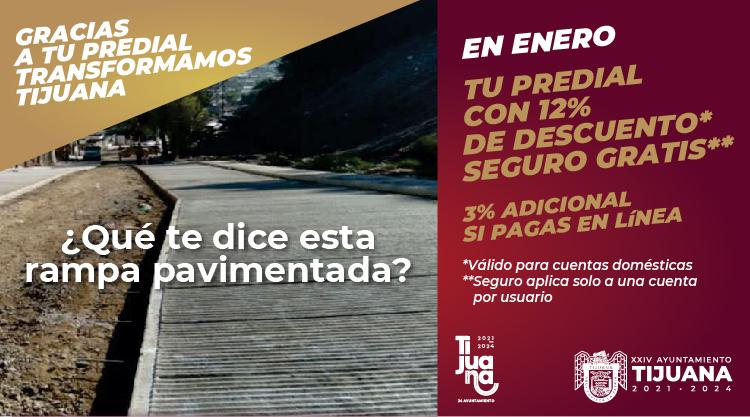 GRACIAS
A TU PREDIAL
TRANSFORMAMOS
TIJUANA
¿Qué te dice esta
rampa pavimentada?
EN ENERO
TU PREDIAL
CON 12%
DE DESCUENTO*
SEGURO GRATIS**
3% ADICIONAL
SI PAGAS EN LíNEA
*Válido para cuentas domésticas
**Seguro aplica solo a una cuenta
por usuario
Tijuana
2021
2024
24 AYUNTAMIENTO
XXIV AYUNTAMIENTO
TIJUANA
2021 · 2024